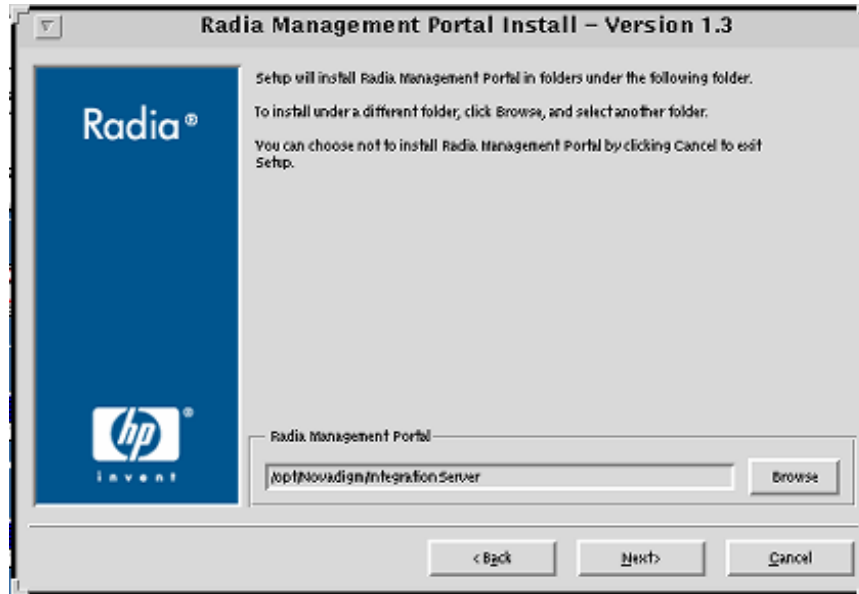 Radia Management Portal Install – Version 1.3
Setup will install Radia Management Portal in folders under the following folder.
To install under a different folder, click Browse, and select another folder.
You can choose not to install Radia Management Portal by clicking Cancel to exit
Setup.
Radia®
hp®
invent
Radia Management Portal
/opt/Novadigm/IntegrationServer
Browse
< Back
Next>
Cancel